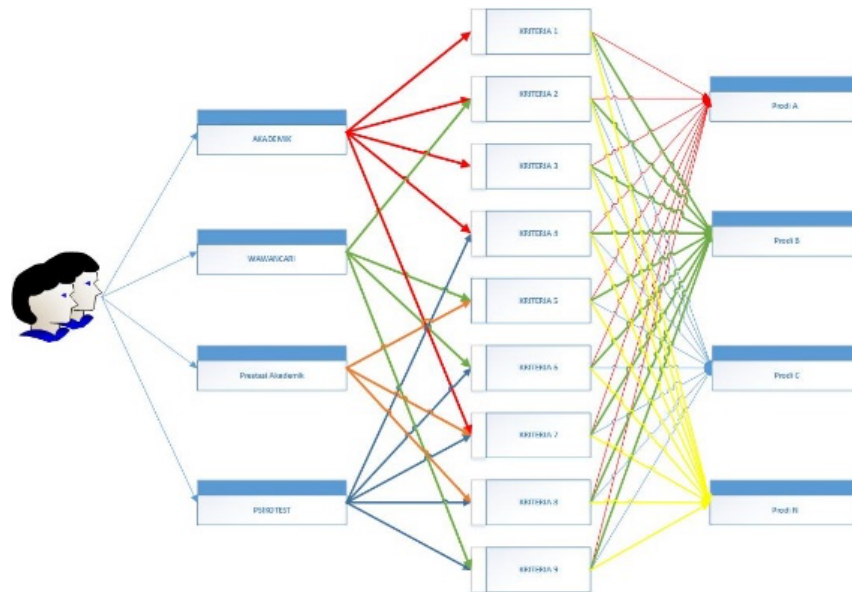 AKADEMIK
WAWANCARI
Prestasi Akademik
PSIKOTEST
KRITERIA 1
KRITERIA 2
KRITERIA 3
KRITERIA 4
KRITERIA 5
KRITERIA 6
KRITERIA 7
KRITERIA 8
KRITERIA 9
Prodi A
Prodi B
Prodi C
Prodi N